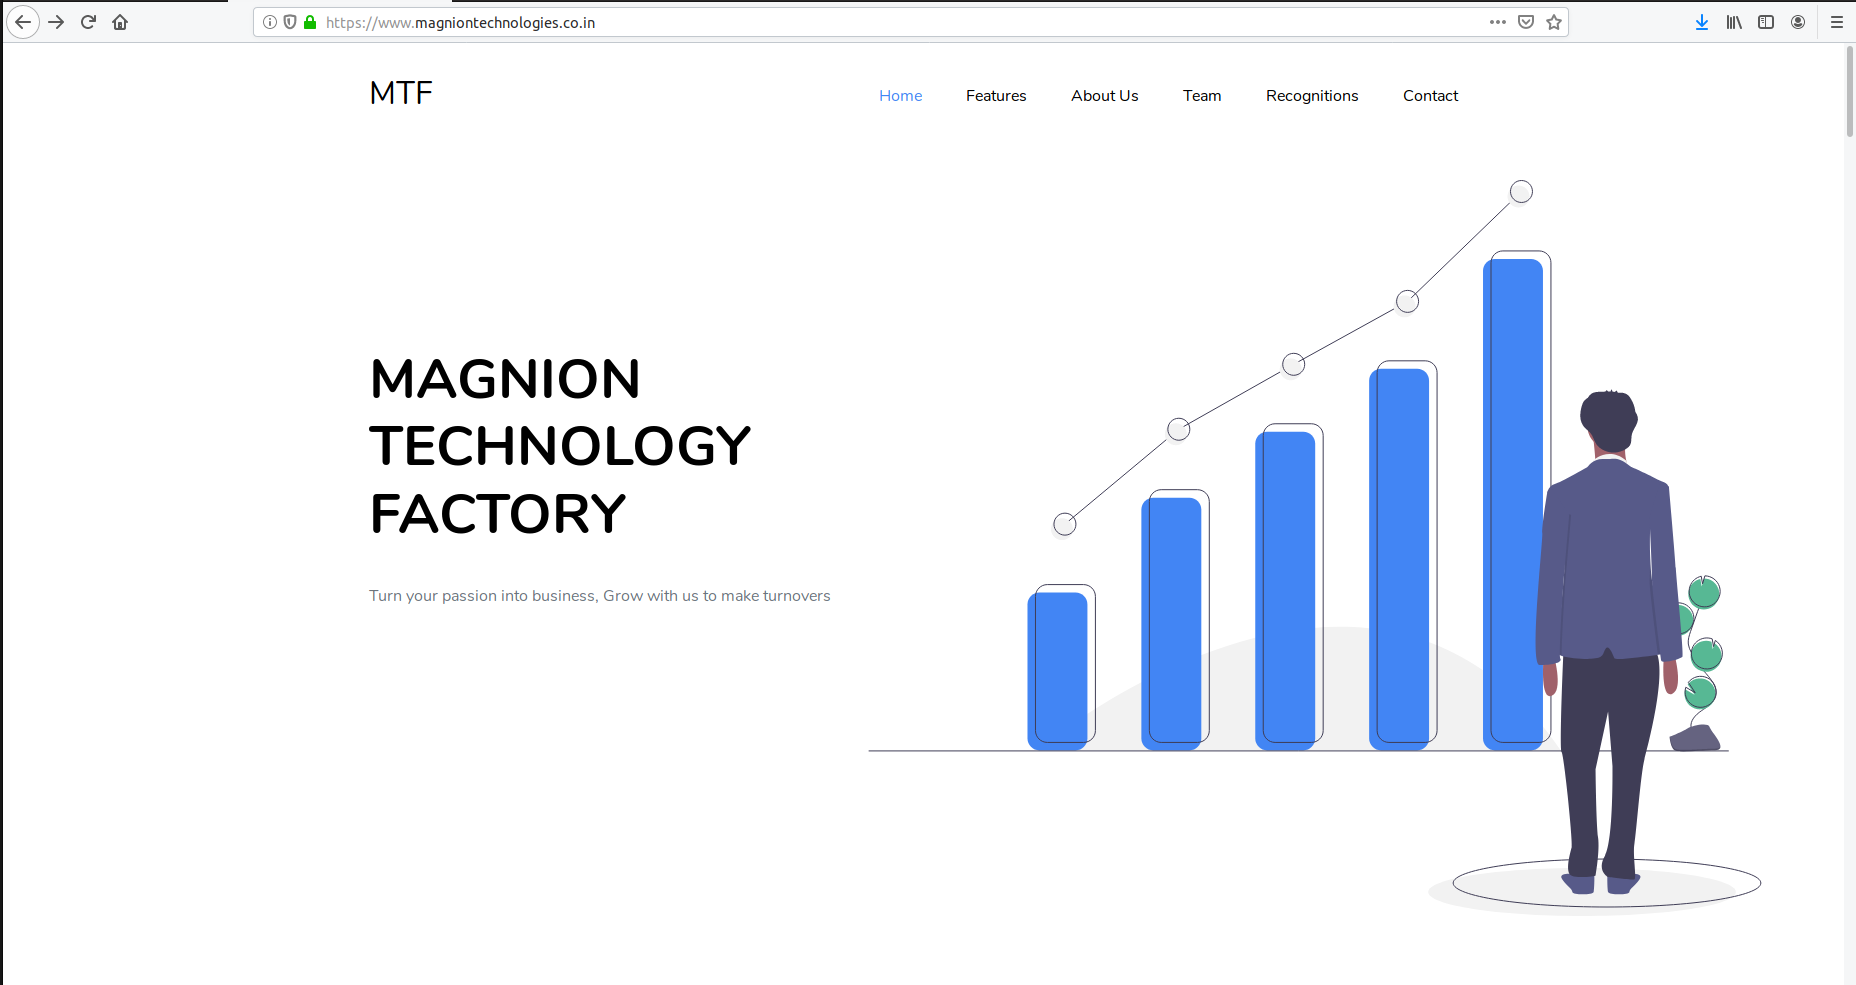 https://www.magniontechnologies.co.in
MTF
Home Features About Us Team Recognitions Contact
MAGNION
TECHNOLOGY
FACTORY
Turn your passion into business, Grow with us to make turnovers